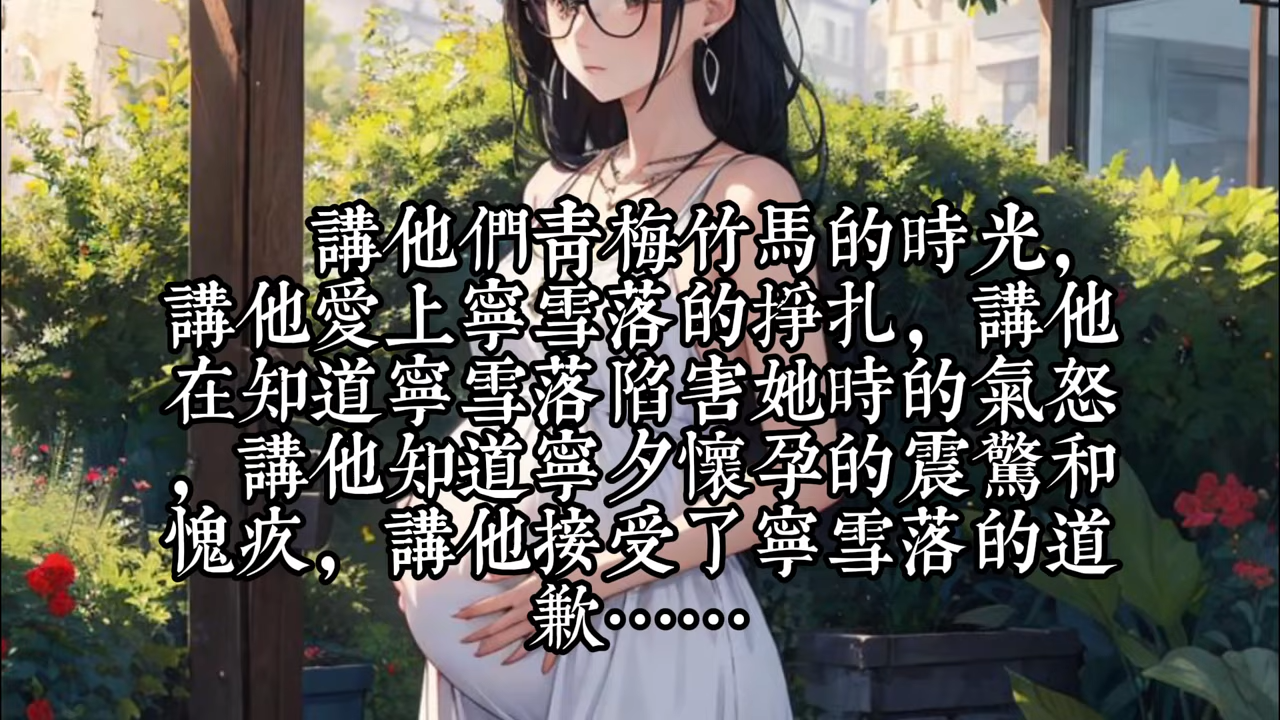 講他們青梅竹馬的時光，
講他愛上寧雪落的掙扎，講他
在知道寧雪落陷害她時的氣怒
，講他知道寧夕懷孕的震驚和
愧疚，講他接受了寧雪落的道
歉⋯⋯